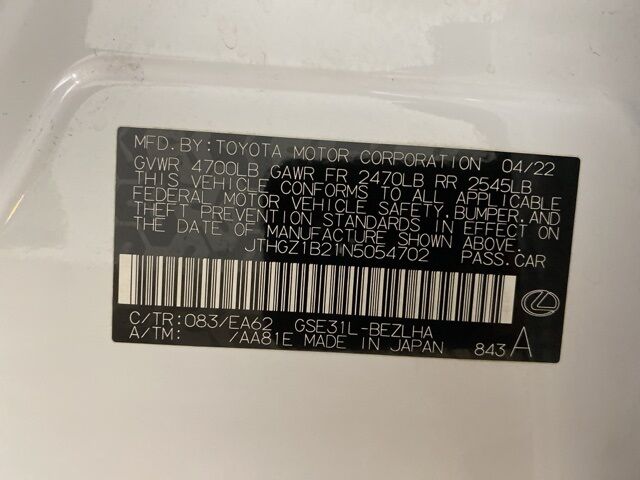 MFD.BY:TOYOTA MOTOR CORPORATION 04/22
GVWR 4700LB GAWR FR 2470LB RR 2545LB
THIS VEHICLE CONFORMS TO ALL APPLICABLE
FEDERAL MOTOR VEHICLE SAFETY,BUMPER,AND
THEFT PREVENTION STANDARDS IN EFFECT ON
THE DATE OF MANUFACTURE SHOWN ABOVE.
JTHGZ1B21N5054702 PASS.CAR
C/TR:083/EA62 GSE31L-BEZLHA
A/TM: /AA81E MADE IN JAPAN 843 A